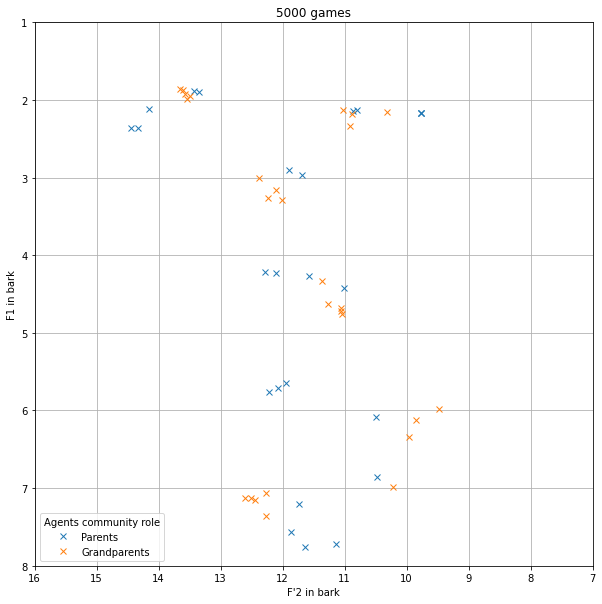 5000 games
1
2
3
4
5
6
7
8
F1 in bark
Agents community role
Parents
Grandparents
16 15 14 13 12 11 10 9 8 7
F'2 in bark